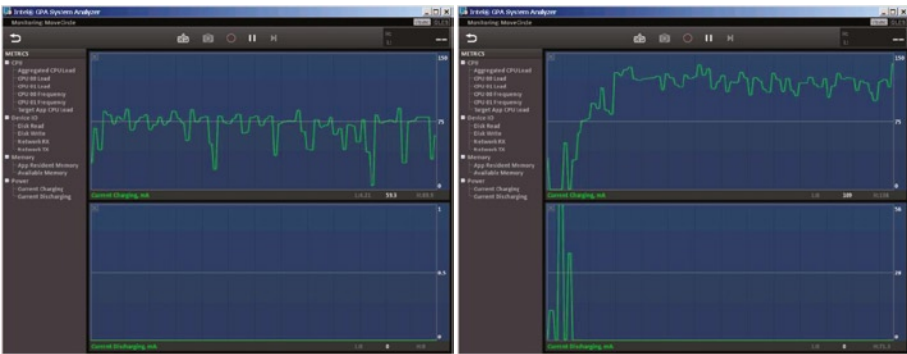 Intel® GPA System Analyzer
Monitoring: MoveCircle
METRICS
CPU
Aggregated CPU Load
CPU 00 Load
CPU 01 Load
CPU 00 Frequency
CPU 01 Frequency
Target App CPU Load
Device IO
Disk Read
Disk Write
Network RX
Network TX
Memory
App Resident Memory
Available Memory
Power
Current Charging
Current Discharging
150
75
0
Current Charging, mA
59.3
1
0.5
0
Current Discharging, mA
0
Intel® GPA System Analyzer
Monitoring: MoveCircle
METRICS
CPU
Aggregated CPU Load
CPU 00 Load
CPU 01 Load
CPU 00 Frequency
CPU 01 Frequency
Target App CPU Load
Device IO
Disk Read
Disk Write
Network RX
Network TX
Memory
App Resident Memory
Available Memory
Power
Current Charging
Current Discharging
150
75
0
Current Charging, mA
0
Current Discharging, mA
0